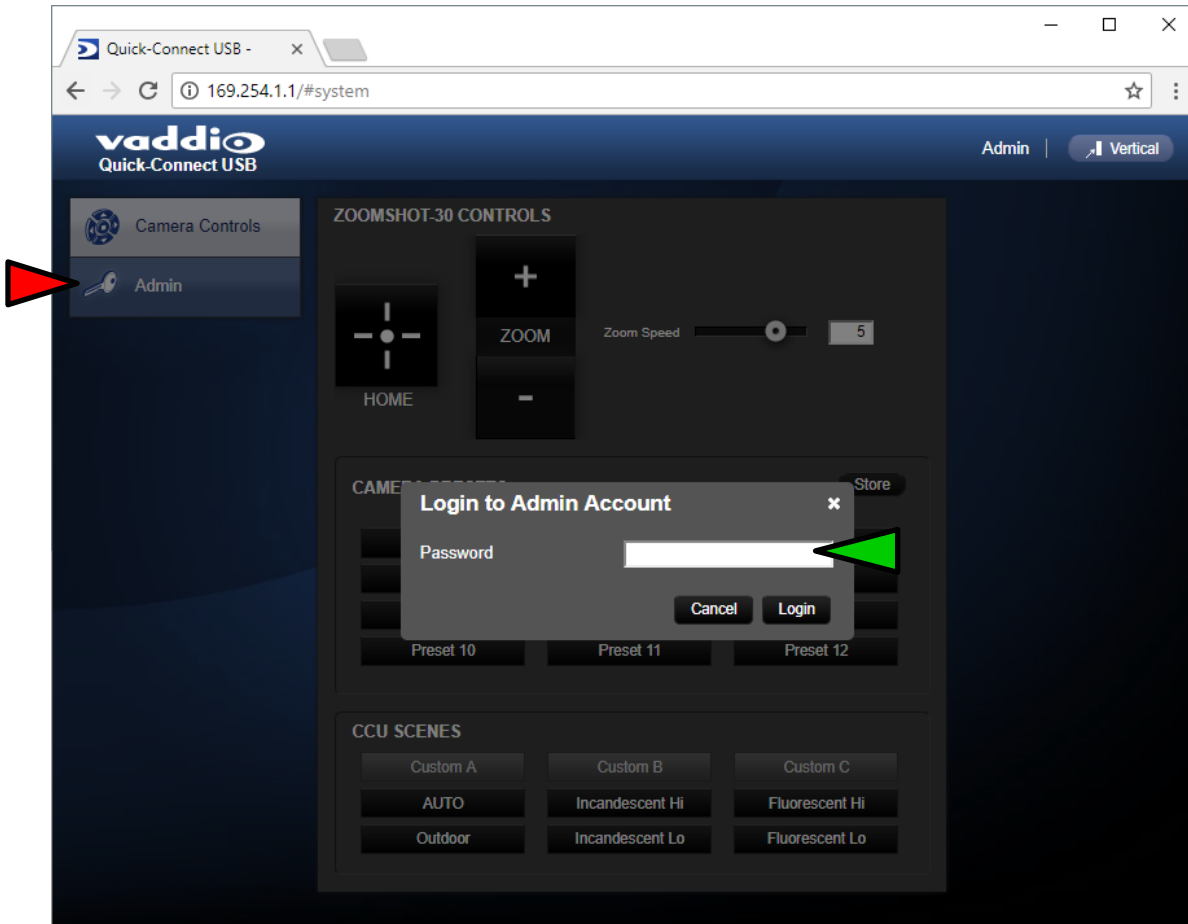 Quick-Connect USB -
169.254.1.1/#system
vaddio
Quick-Connect USB
Admin
Vertical
Camera Controls
Admin
ZOOMSHOT-30 CONTROLS
ZOOM
HOME
Zoom Speed
5
Store
Login to Admin Account
Password
Cancel Login
Preset 10 Preset 11 Preset 12
CCU SCENES
Custom A Custom B Custom C
AUTO Incandescent Hi Fluorescent Hi
Outdoor Incandescent Lo Fluorescent Lo